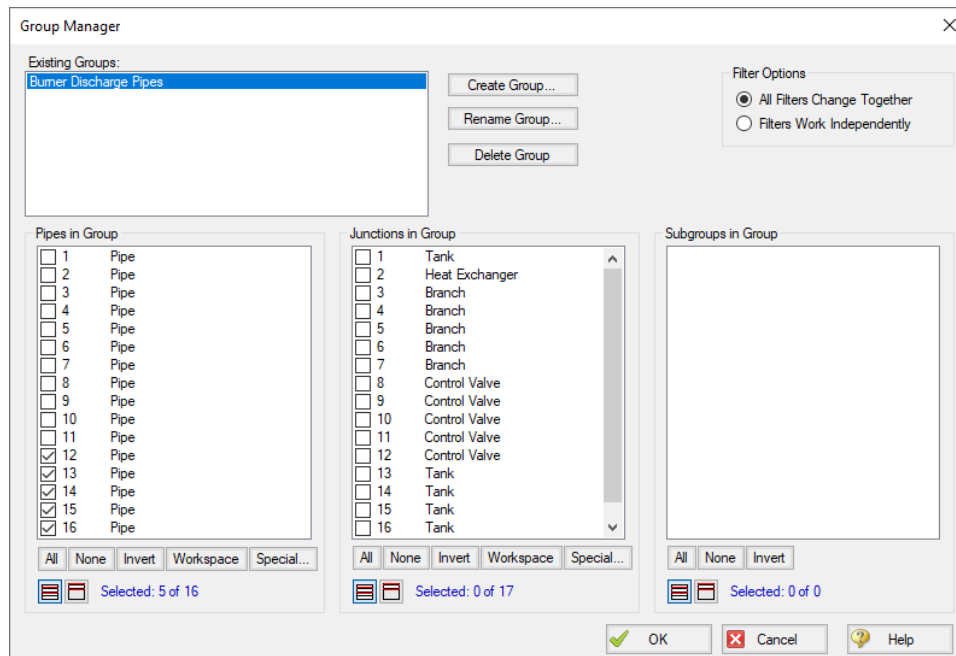 Group Manager
Existing Groups:
Burner Discharge Pipes
Create Group...
Rename Group...
Delete Group
Filter Options
All Filters Change Together
Filters Work Independently
Pipes in Group
1 Pipe
2 Pipe
3 Pipe
4 Pipe
5 Pipe
6 Pipe
7 Pipe
8 Pipe
9 Pipe
10 Pipe
11 Pipe
12 Pipe
13 Pipe
14 Pipe
15 Pipe
16 Pipe
All None Invert Workspace Special...
Selected: 5 of 16
Junctions in Group
1 Tank
2 Heat Exchanger
3 Branch
4 Branch
5 Branch
6 Branch
7 Branch
8 Control Valve
9 Control Valve
10 Control Valve
11 Control Valve
12 Control Valve
13 Tank
14 Tank
15 Tank
16 Tank
All None Invert Workspace Special...
Selected: 0 of 17
Subgroups in Group
All None Invert
Selected: 0 of 0
OK Cancel Help